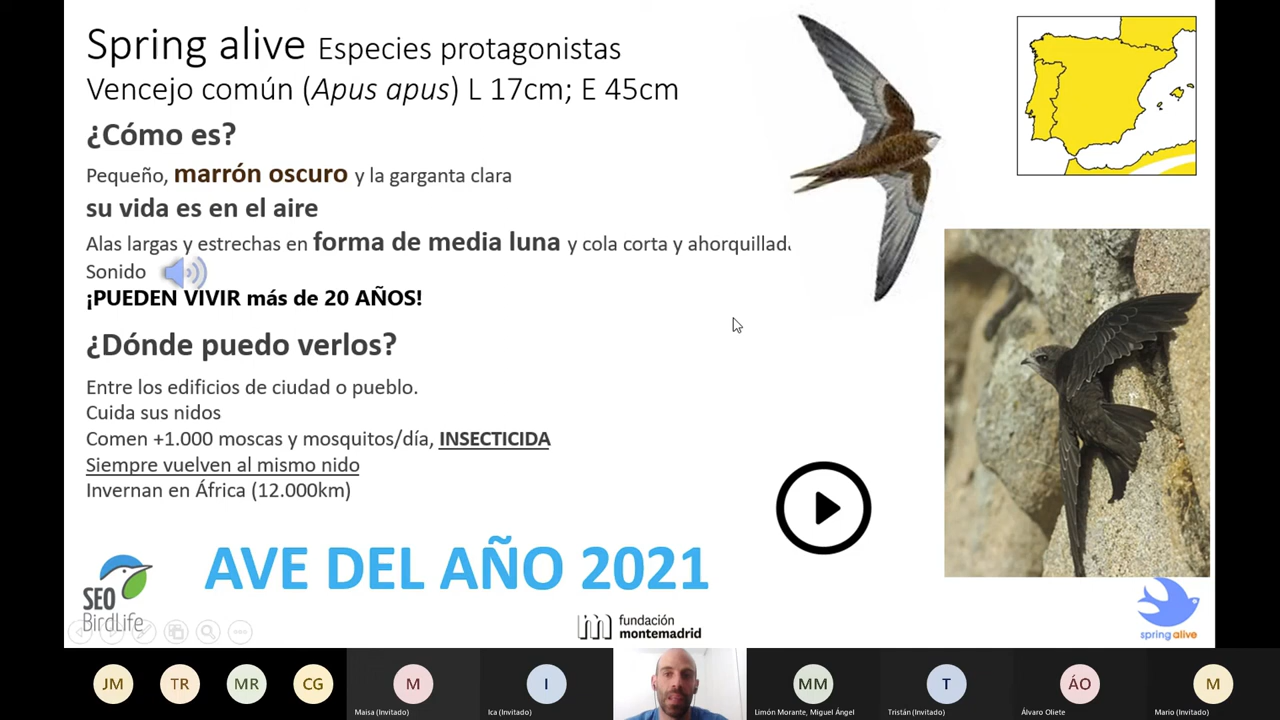 Spring alive Especies protagonistas
Vencejo común (Apus apus) L 17cm; E 45cm
¿Cómo es?
Pequeño, marrón oscuro y la garganta clara
su vida es en el aire
Alas largas y estrechas en forma de media luna y cola corta y ahorquillad
Sonido
¡PUEDEN VIVIR más de 20 AÑOS!
¿Dónde puedo verlos?
Entre los edificios de ciudad o pueblo.
Cuida sus nidos
Comen +1.000 moscas y mosquitos/día, INSECTICIDA
Siempre vuelven al mismo nido
Invernan en África (12.000km)
AVE DEL AÑO 2021
SEO
BirdLife
m fundación
montemadrid
spring alive
JM TR MR CG M I MM T ÁO M
Maisa (Invitado) Ica (Invitado) Limón Morante, Miguel Ángel Tristán (Invitado) Álvaro Oliete Mario (Invitado)